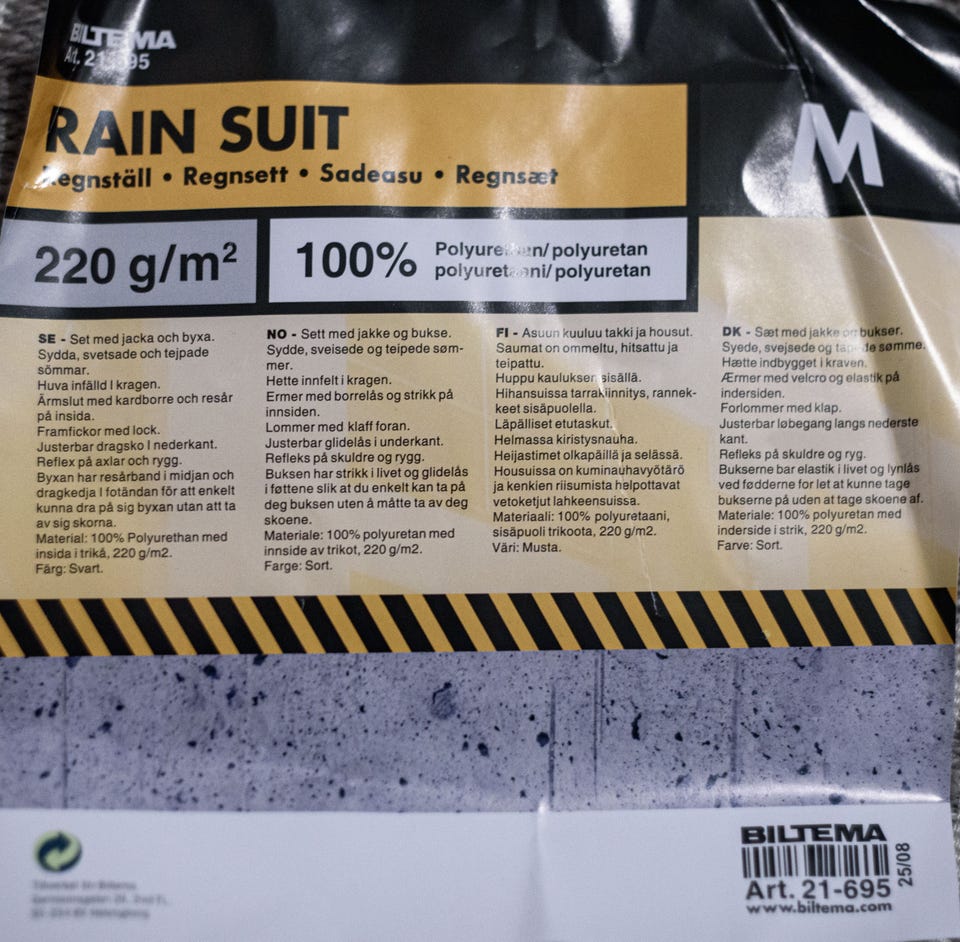 BILTEMA
Art. 21-695
RAIN SUIT
Regnställ • Regnsett • Sadeasu • Regnsæt
M
220 g/m²
100%
Polyurethan/polyuretan
polyuretaani/polyuretan
SE - Set med jacka och byxa.
Sydda, svetsade och tejpade
sömmar.
Huva infälld I kragen.
Ärmslut med kardborre och resår
på insida.
Framfickor med lock.
Justerbar dragsko I nederkant.
Reflex på axlar och rygg.
Byxan har resårband i midjan och
dragkedja I fotändan för att enkelt
kunna dra på sig byxan utan att ta
av sig skorna.
Material: 100% Polyurethan med
insida i trikå, 220 g/m2.
Färg: Svart.
NO - Sett med jakke og bukse.
Sydde, sveisede og teipede søm-
mer.
Hette innfelt i kragen.
Ermer med borrelås og strikk på
innsiden.
Lommer med klaff foran.
Justerbar glidelås i underkant.
Refleks på skuldre og rygg.
Buksen har strikk i livet og glidelås
i føttene slik at du enkelt kan ta på
deg buksen uten å måtte ta av deg
skoene.
Materiale: 100% polyuretan med
innside av trikot, 220 g/m2.
Farge: Sort.
FI - Asuun kuuluu takki ja housut.
Saumat on ommeltu, hitsattu ja
teipattu.
Huppu kauluksen sisällä.
Hihansuissa tarrakiinnitys, rannek-
keet sisäpuolella.
Läpälliset etutaskut.
Helmassa kiristysnauha.
Heijastimet olkapäillä ja selässä.
Housuissa on kuminauhavyötärö
ja kenkien riisumista helpottavat
vetoketjut lahkeensuissa.
Materiaali: 100% polyuretaani,
sisäpuoli trikoota, 220 g/m2.
Väri: Musta.
DK - Sæt med jakke og bukser.
Syede, svejsede og tapede sømme.
Hætte indbygget i kraven.
Ærmer med velcro og elastik på
indersiden.
Forlommer med klap.
Justerbar løbegang langs nederste
kant.
Refleks på skuldre og ryg.
Bukserne bar elastik i livet og lynlås
ved fødderne for let at kunne tage
bukserne på uden at tage skoene af.
Materiale: 100% polyuretan med
inderside i strik, 220 g/m2.
Farve: Sort.
BILTEMA
Art. 21-695
www.biltema.com
25/08